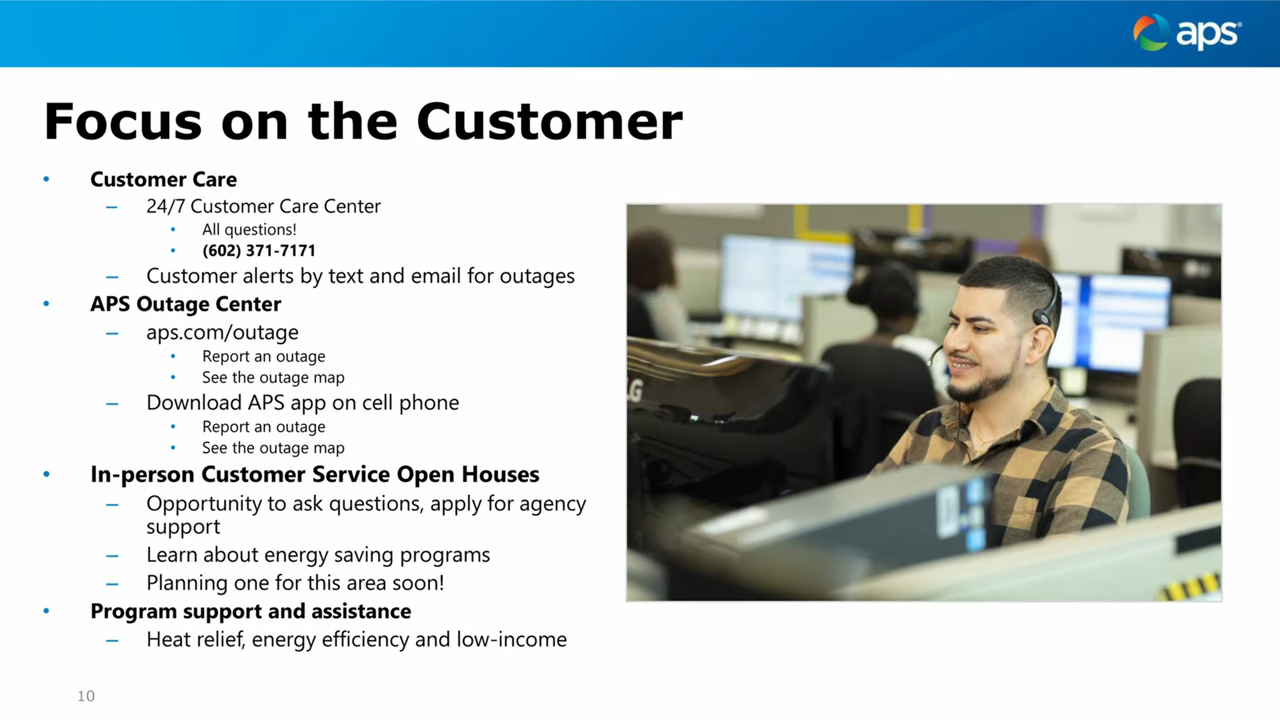 aps
Focus on the Customer
• Customer Care
– 24/7 Customer Care Center
• All questions!
• (602) 371-7171
– Customer alerts by text and email for outages
• APS Outage Center
– aps.com/outage
• Report an outage
• See the outage map
– Download APS app on cell phone
• Report an outage
• See the outage map
• In-person Customer Service Open Houses
– Opportunity to ask questions, apply for agency
support
– Learn about energy saving programs
– Planning one for this area soon!
• Program support and assistance
– Heat relief, energy efficiency and low-income
LG
10